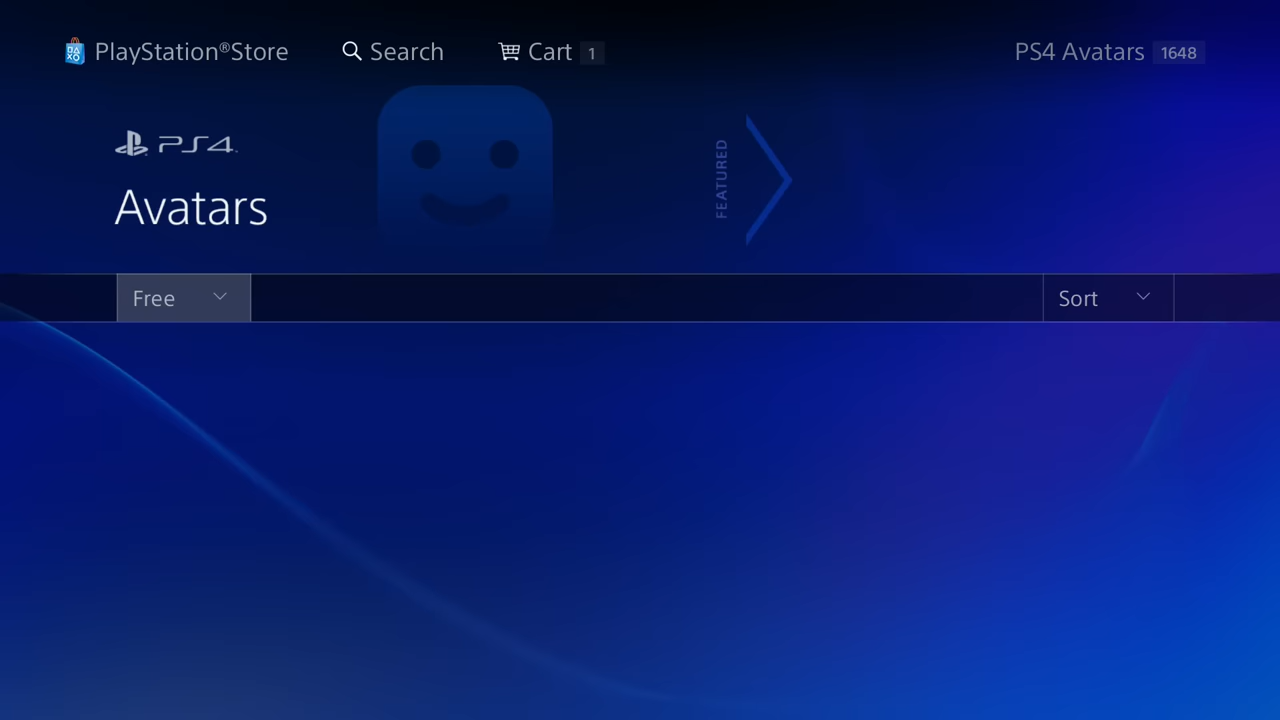 PlayStation®Store
Search
Cart 1
PS4 Avatars 1648
PS4
Avatars
FEATURED
Free
Sort